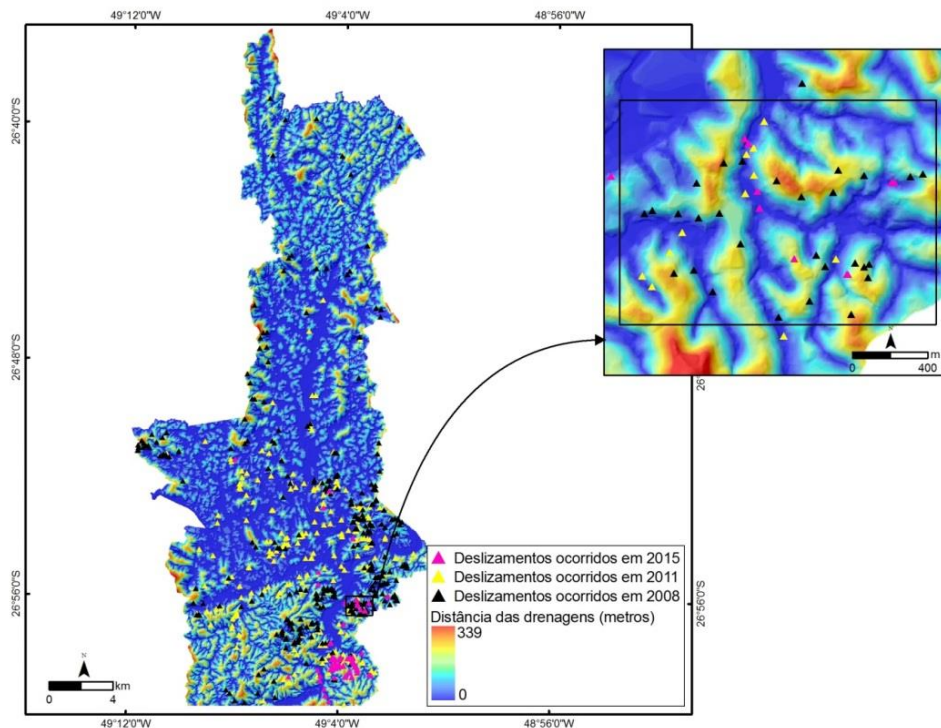 49°12'0"W
49°4'0"W
48°56'0"W
26°40'0"S
26°48'0"S
26°56'0"S
N
0
400
m
26°
26°56'0"S
Deslizamentos ocorridos em 2015
Deslizamentos ocorridos em 2011
Deslizamentos ocorridos em 2008
Distância das drenagens (metros)
339
0
N
0
4
km
49°12'0"W
49°4'0"W
48°56'0"W